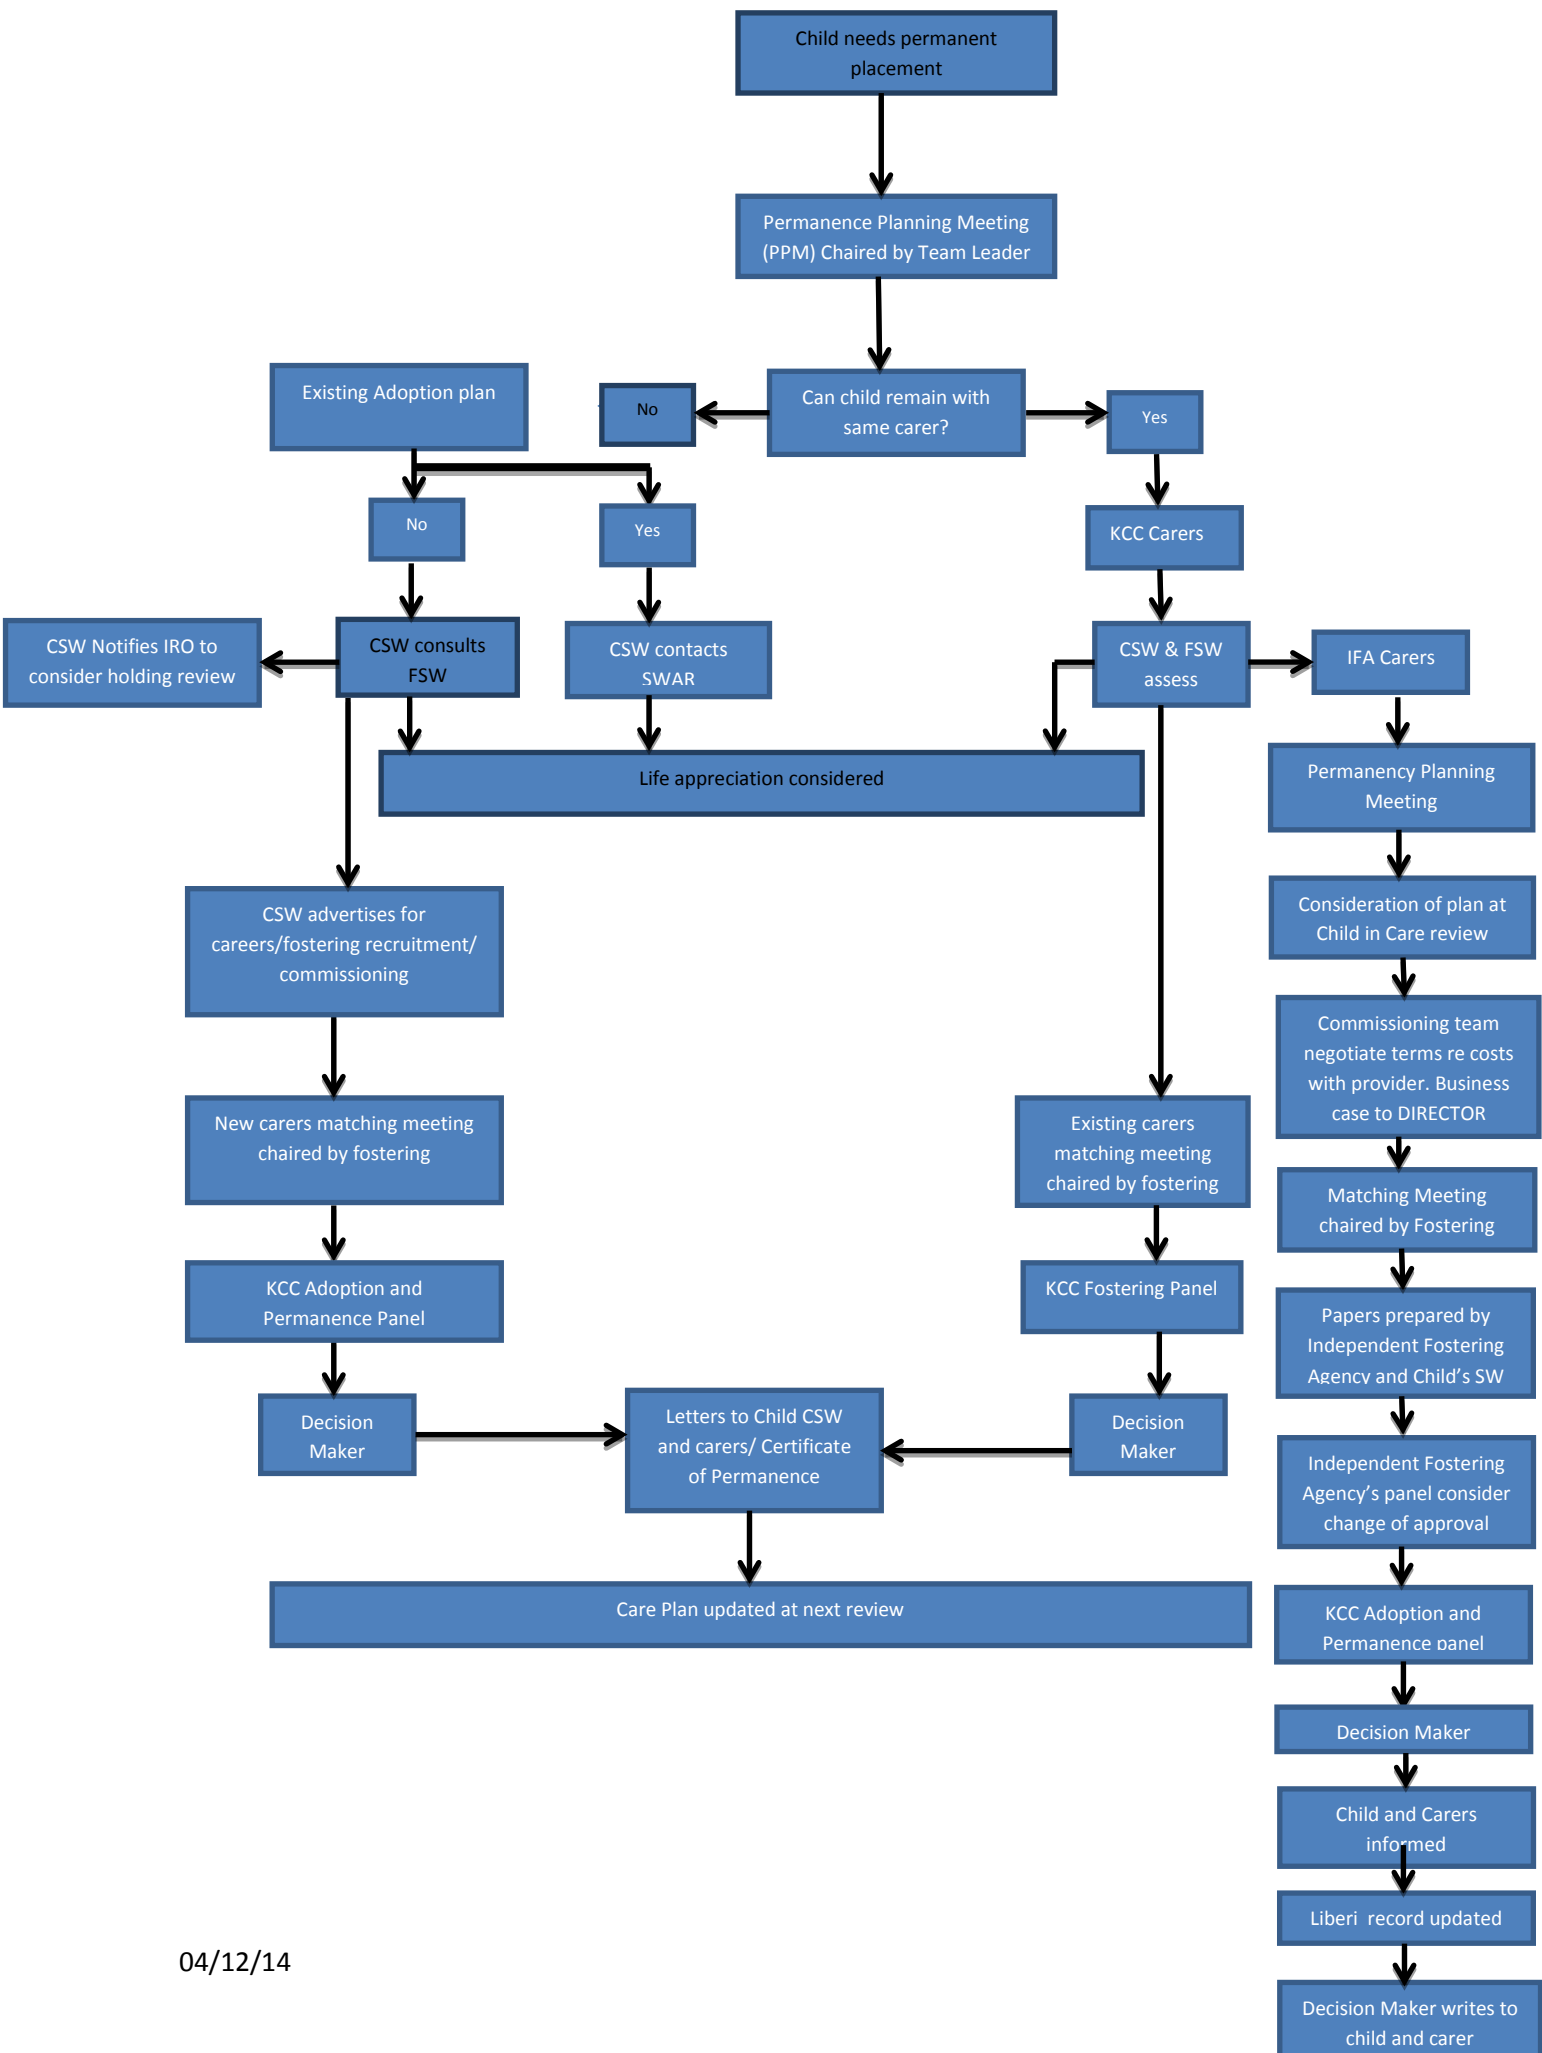 Child needs permanent
placement
Permanence Planning Meeting
(PPM) Chaired by Team Leader
Existing Adoption plan
No
Can child remain with
same carer?
Yes
No
Yes
KCC Carers
CSW Notifies IRO to
consider holding review
CSW consults
FSW
CSW contacts
SWAR
CSW & FSW
assess
IFA Carers
Life appreciation considered
Permanency Planning
Meeting
CSW advertises for
careers/fostering recruitment/
commissioning
Consideration of plan at
Child in Care review
Commissioning team
negotiate terms re costs
with provider. Business
case to DIRECTOR
New carers matching meeting
chaired by fostering
Existing carers
matching meeting
chaired by fostering
Matching Meeting
chaired by Fostering
KCC Adoption and
Permanence Panel
KCC Fostering Panel
Papers prepared by
Independent Fostering
Agency and Child's SW
Decision
Maker
Letters to Child CSW
and carers/ Certificate
of Permanence
Decision
Maker
Independent Fostering
Agency's panel consider
change of approval
Care Plan updated at next review
KCC Adoption and
Permanence panel
Decision Maker
Child and Carers
informed
Liberi record updated
04/12/14
Decision Maker writes to
child and carer